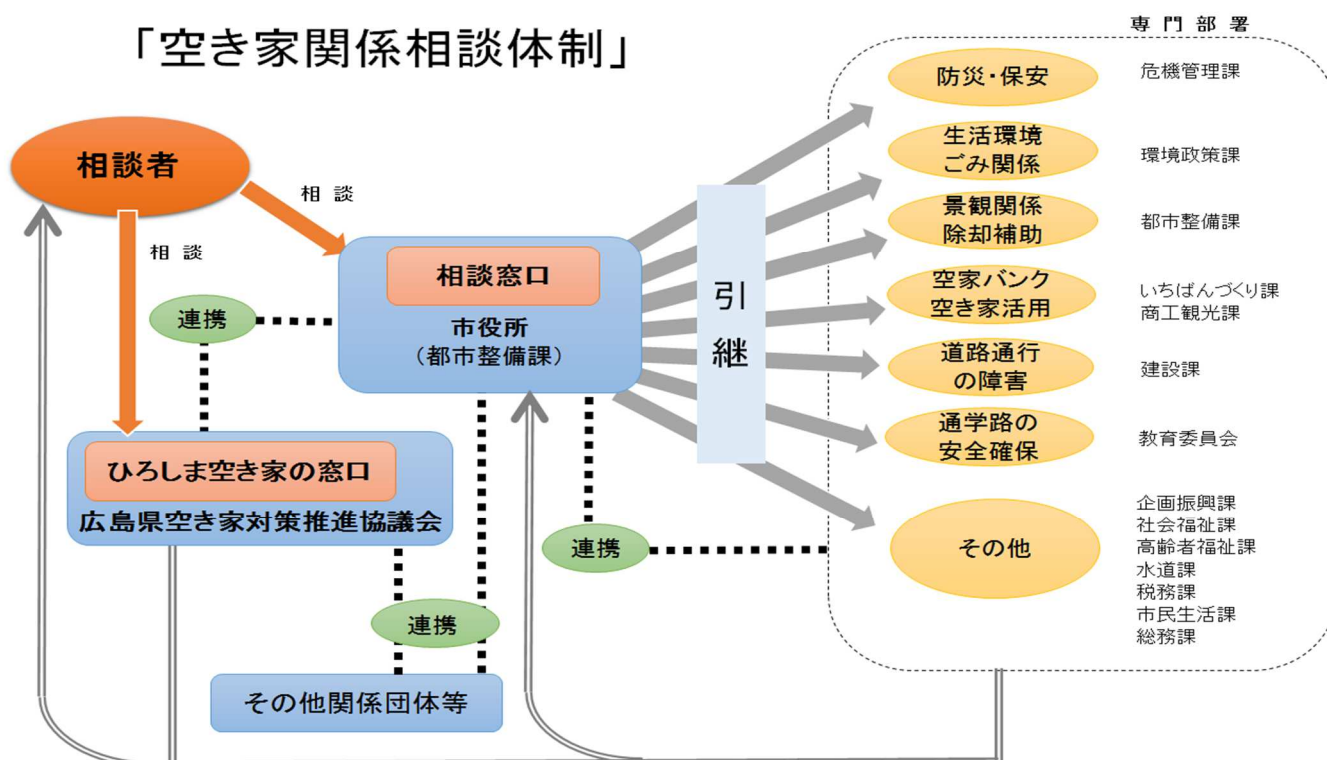 「空き家関係相談体制」
専門部署
相談者
相談
相談
相談窓口
市役所
（都市整備課）
連携
ひろしま空き家の窓口
広島県空き家対策推進協議会
連携
連携
その他関係団体等
引
継
防災・保安
危機管理課
生活環境
ごみ関係
環境政策課
景観関係
除却補助
都市整備課
空家バンク
空き家活用
いちばんづくり課
商工観光課
道路通行
の障害
建設課
通学路の
安全確保
教育委員会
その他
企画振興課
社会福祉課
高齢者福祉課
水道課
税務課
市民生活課
総務課